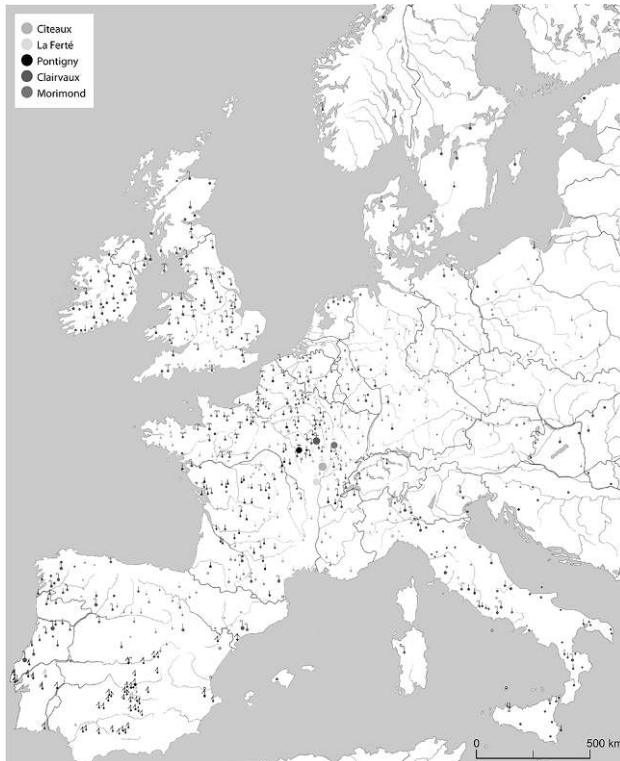 Cîteaux
La Ferté
Pontigny
Clairvaux
Morimond
0 500 km